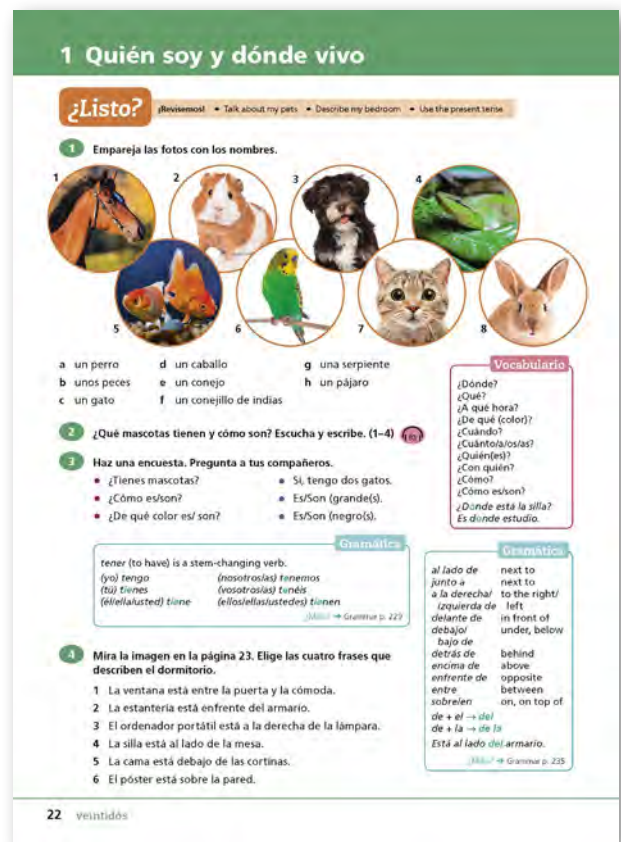 1 Quién soy y dónde vivo
¿Listo?
¡Revisemos! • Talk about my pets • Describe my bedroom • Use the present tense
1 Empareja las fotos con los nombres.
1
2
3
4
5
6
7
8
a un perro
b unos peces
c un gato
d un caballo
e un conejo
f un conejillo de indias
g una serpiente
h un pájaro
2 ¿Qué mascotas tienen y cómo son? Escucha y escribe. (1–4)
3 Haz una encuesta. Pregunta a tus compañeros.
• ¿Tienes mascotas?
• Sí, tengo dos gatos.
• ¿Cómo es/son?
• Es/Son (grande(s).
• ¿De qué color es/ son?
• Es/Son (negro(s).
Vocabulario
¿Dónde?
¿Qué?
¿A qué hora?
¿De qué (color)?
¿Cuándo?
¿Cuánto/a/os/as?
¿Quién(es)?
¿Con quién?
¿Cómo?
¿Cómo es/son?
¿Dónde está la silla?
Es donde estudio.
Gramática
tener (to have) is a stem-changing verb.
(yo) tengo (nosotros/as) tenemos
(tú) tienes (vosotros/as) tenéis
(él/ella/usted) tiene (ellos/ellas/ustedes) tienen
¡Mira! → Grammar p. 229
4 Mira la imagen en la página 23. Elige las cuatro frases que
describen el dormitorio.
1 La ventana está entre la puerta y la cómoda.
2 La estantería está enfrente del armario.
3 El ordenador portátil está a la derecha de la lámpara.
4 La silla está al lado de la mesa.
5 La cama está debajo de las cortinas.
6 El póster está sobre la pared.
Gramática
al lado de next to
junto a next to
a la derecha/ to the right/
izquierda de left
delante de in front of
debajo/ under, below
bajo de
detrás de behind
encima de above
enfrente de opposite
entre between
sobre/en on, on top of
de + el → del
de + la → de la
Está al lado del armario.
¡Mira! → Grammar p. 235
22 veintidós